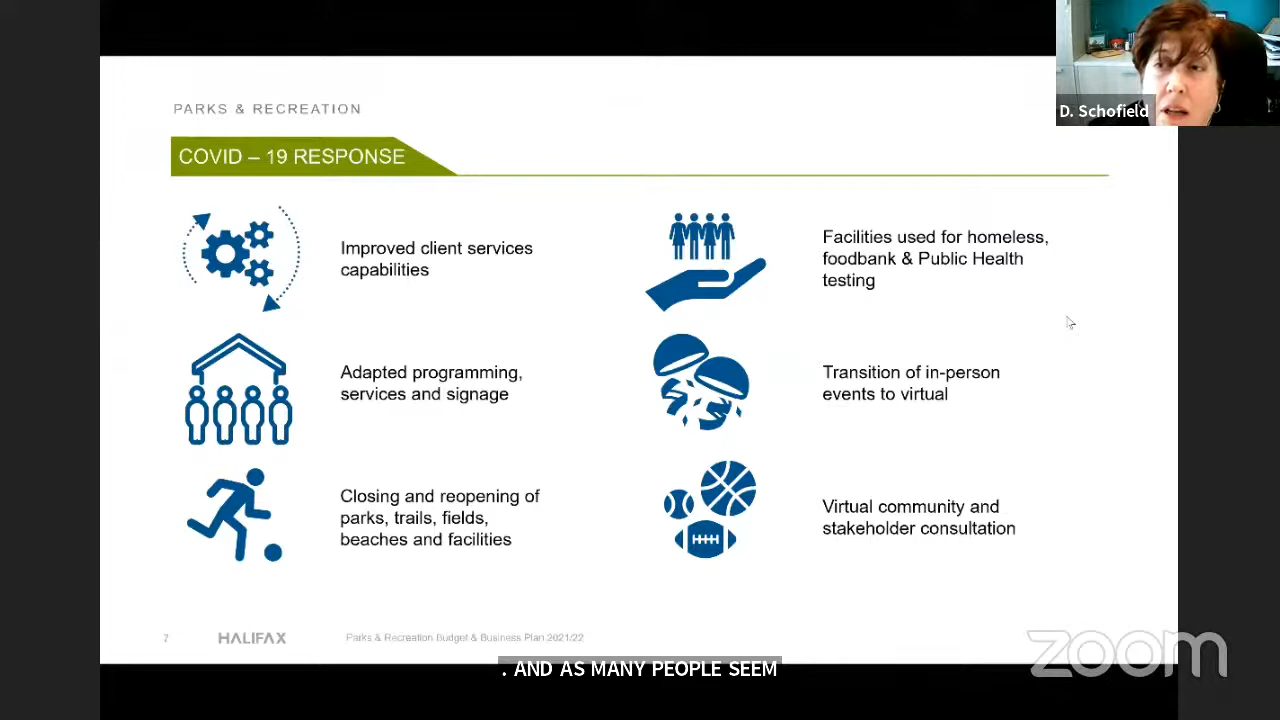 D. Schofield
PARKS & RECREATION
COVID – 19 RESPONSE
Improved client services
capabilities
Facilities used for homeless,
foodbank & Public Health
testing
Adapted programming,
services and signage
Transition of in-person
events to virtual
Closing and reopening of
parks, trails, fields,
beaches and facilities
Virtual community and
stakeholder consultation
7
HALIFAX
Parks & Recreation Budget & Business Plan 2021/22
zoom
. AND AS MANY PEOPLE SEEM